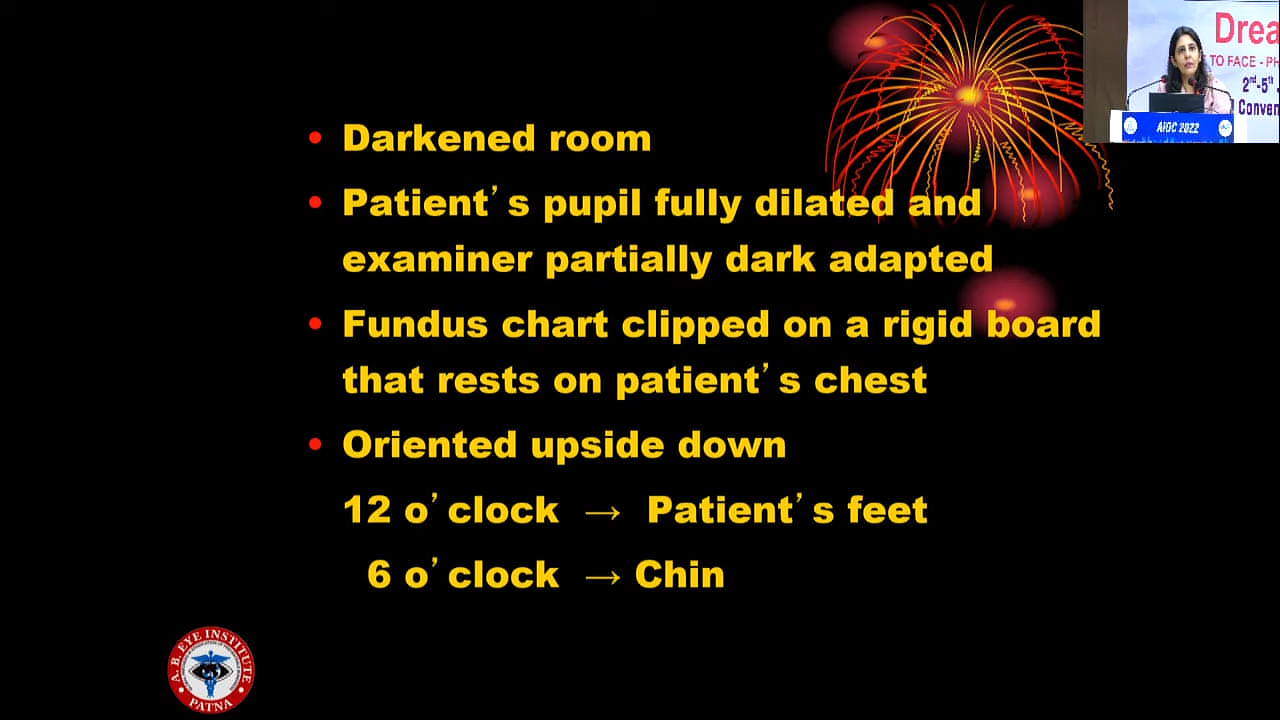 Darkened room
Patient’s pupil fully dilated and
examiner partially dark adapted
Fundus chart clipped on a rigid board
that rests on patient’s chest
Oriented upside down
12 o’clock → Patient’s feet
6 o’clock → Chin
Drea
TO FACE - PH
2nd-5th
Conven
AIOC 2022
A. B. EYE INSTITUTE
PATNA